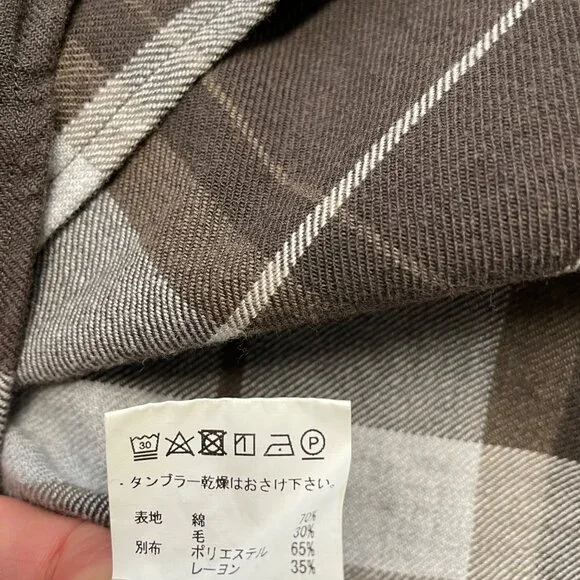 30 P
・タンブラー乾燥はおさけ下さい。
表地 綿 70%
毛 30%
別布 ポリエステル 65%
レーヨン 35%